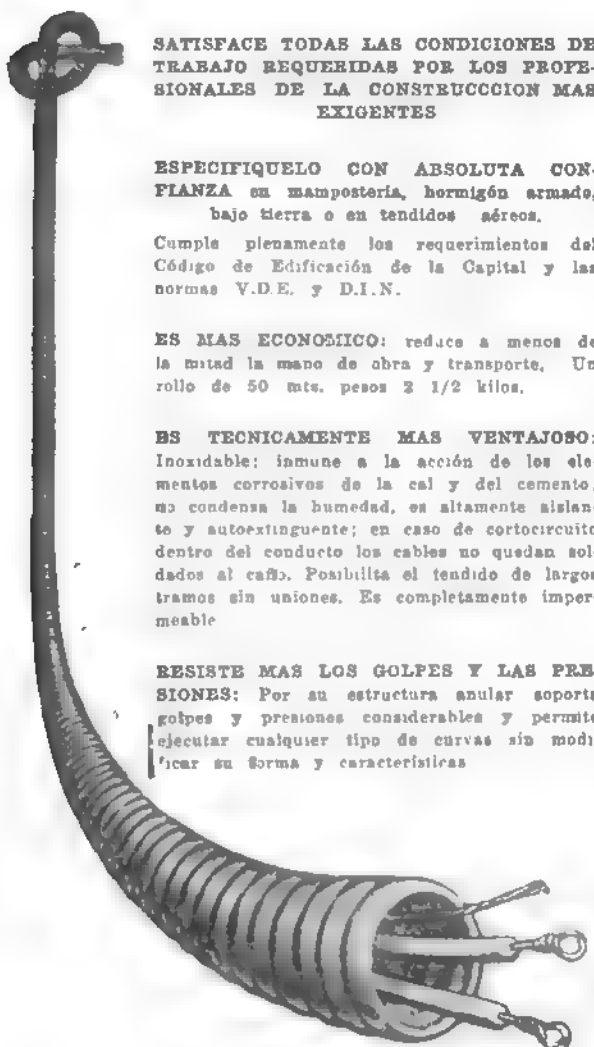 SATISFACE TODAS LAS CONDICIONES DE
TRABAJO REQUERIDAS POR LOS PROFE-
SIONALES DE LA CONSTRUCCCION MAS
EXIGENTES
ESPECIFIQUELO CON ABSOLUTA CON-
FIANZA en mampostería, hormigón armado,
bajo tierra o en tendidos aéreos.
Cumple plenamente los requerimientos del
Código de Edificación de la Capital y las
normas V.D.E. y D.I.N.
ES MAS ECONOMICO: reduce a menos de
la mitad la mano de obra y transporte. Un
rollo de 50 mts. pesos 2 1/2 kilos.
ES TECNICAMENTE MAS VENTAJOSO:
Inoxidable; inmune a la acción de los ele-
mentos corrosivos de la cal y del cemento,
no condensa la humedad, es altamente aislan-
te y autoextinguente; en caso de cortocircuito
dentro del conducto los cables no quedan sol-
dados al caño. Posibilita el tendido de largos
tramos sin uniones. Es completamente imper-
meable
RESISTE MAS LOS GOLPES Y LAS PRE-
SIONES: Por su estructura anular soporta
golpes y presiones considerables y permite
ejecutar cualquier tipo de curvas sin modi
ficar su forma y características